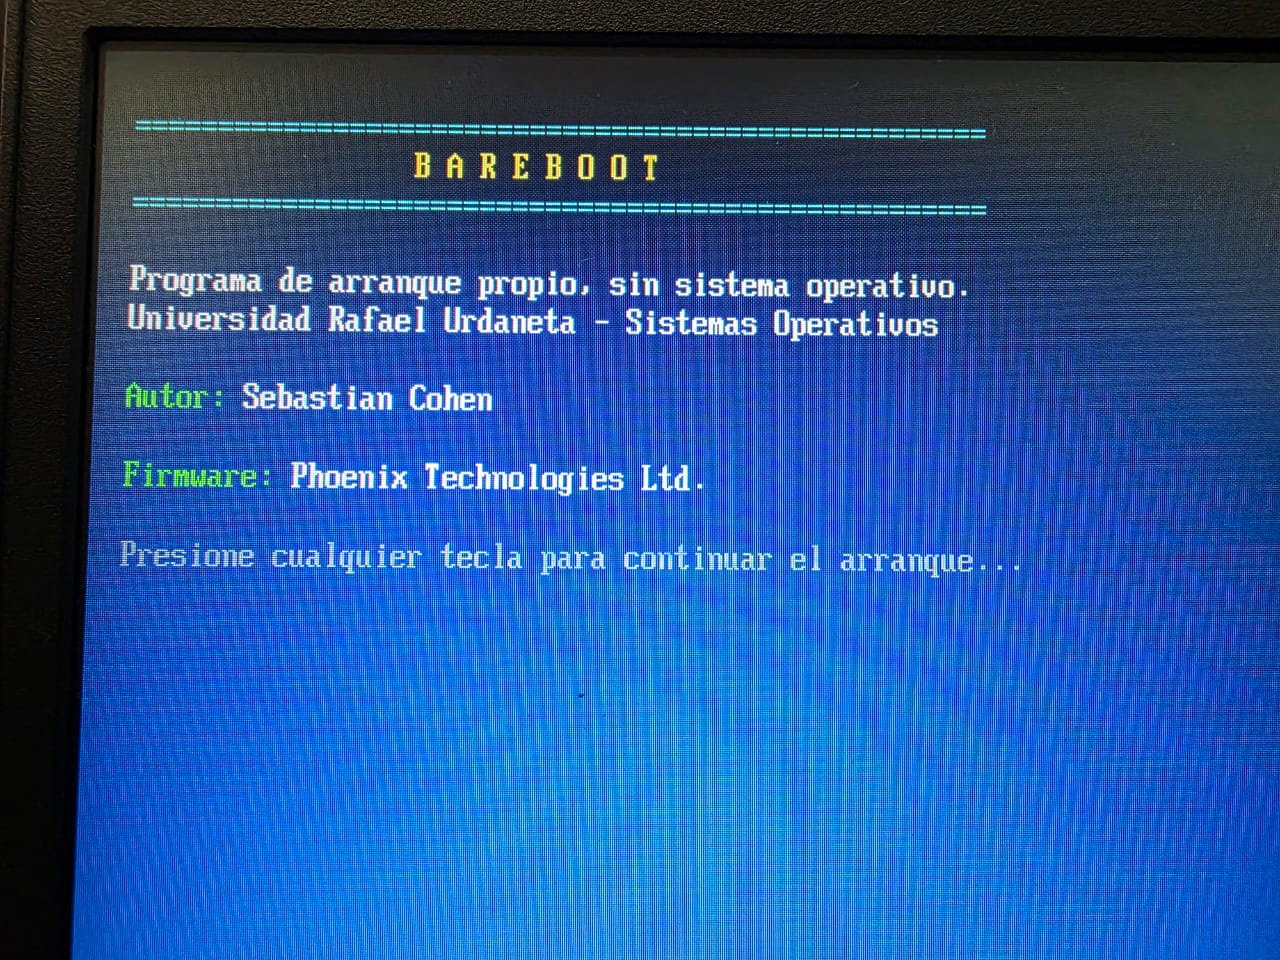 =====================================================
B A R E B O O T
=====================================================
Programa de arranque propio, sin sistema operativo.
Universidad Rafael Urdaneta - Sistemas Operativos
Autor: Sebastian Cohen
Firmware: Phoenix Technologies Ltd.
Presione cualquier tecla para continuar el arranque...